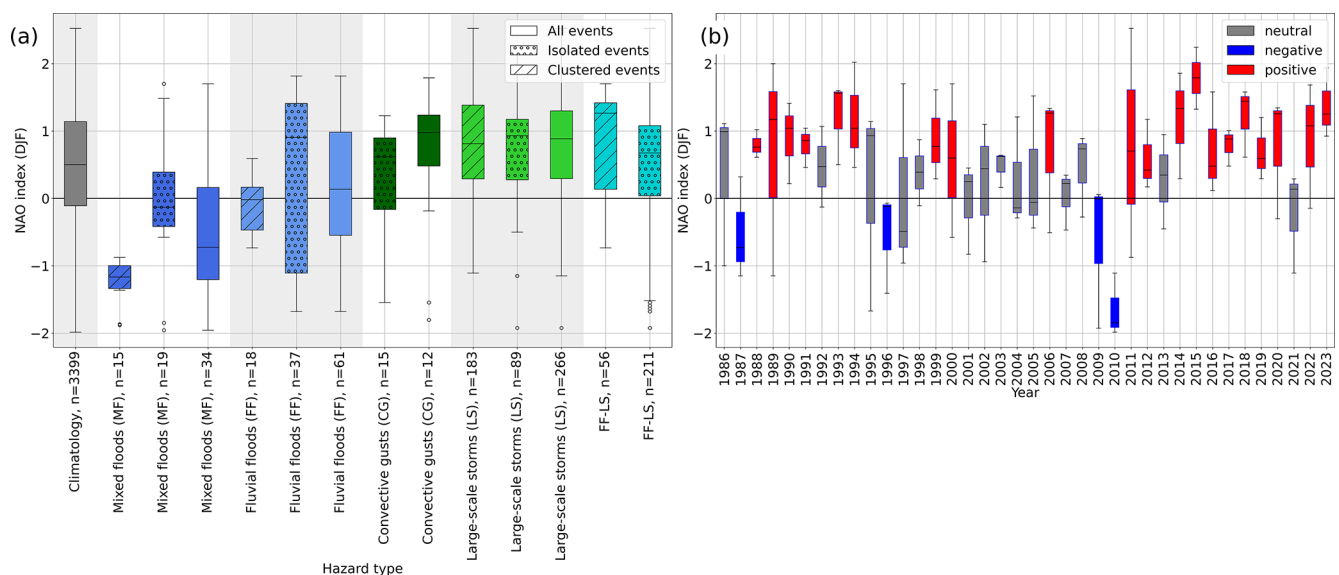 (a)
All events
Isolated events
Clustered events
NAO index (DJF)
2
1
0
−1
−2
Climatology, n=3399
Mixed floods (MF), n=15
Mixed floods (MF), n=19
Mixed floods (MF), n=34
Fluvial floods (FF), n=18
Fluvial floods (FF), n=37
Fluvial floods (FF), n=61
Convective gusts (CG), n=15
Convective gusts (CG), n=12
Large-scale storms (LS), n=183
Large-scale storms (LS), n=89
Large-scale storms (LS), n=266
FF-LS, n=56
FF-LS, n=211
Hazard type
(b)
neutral
negative
positive
NAO index (DJF)
2
1
0
−1
−2
1986
1987
1988
1989
1990
1991
1992
1993
1994
1995
1996
1997
1998
1999
2000
2001
2002
2003
2004
2005
2006
2007
2008
2009
2010
2011
2012
2013
2014
2015
2016
2017
2018
2019
2020
2021
2022
2023
Year